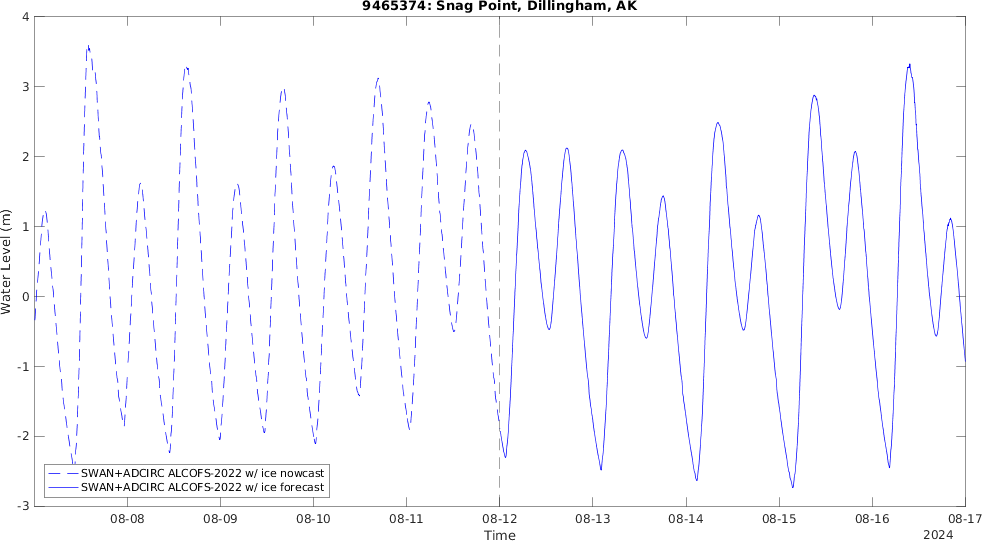 9465374: Snag Point, Dillingham, AK
4
3
2
1
0
-1
-2
-3
Water Level (m)
SWAN+ADCIRC ALCOFS-2022 w/ ice nowcast
SWAN+ADCIRC ALCOFS-2022 w/ ice forecast
08-08 08-09 08-10 08-11 08-12 08-13 08-14 08-15 08-16 08-17
Time
2024